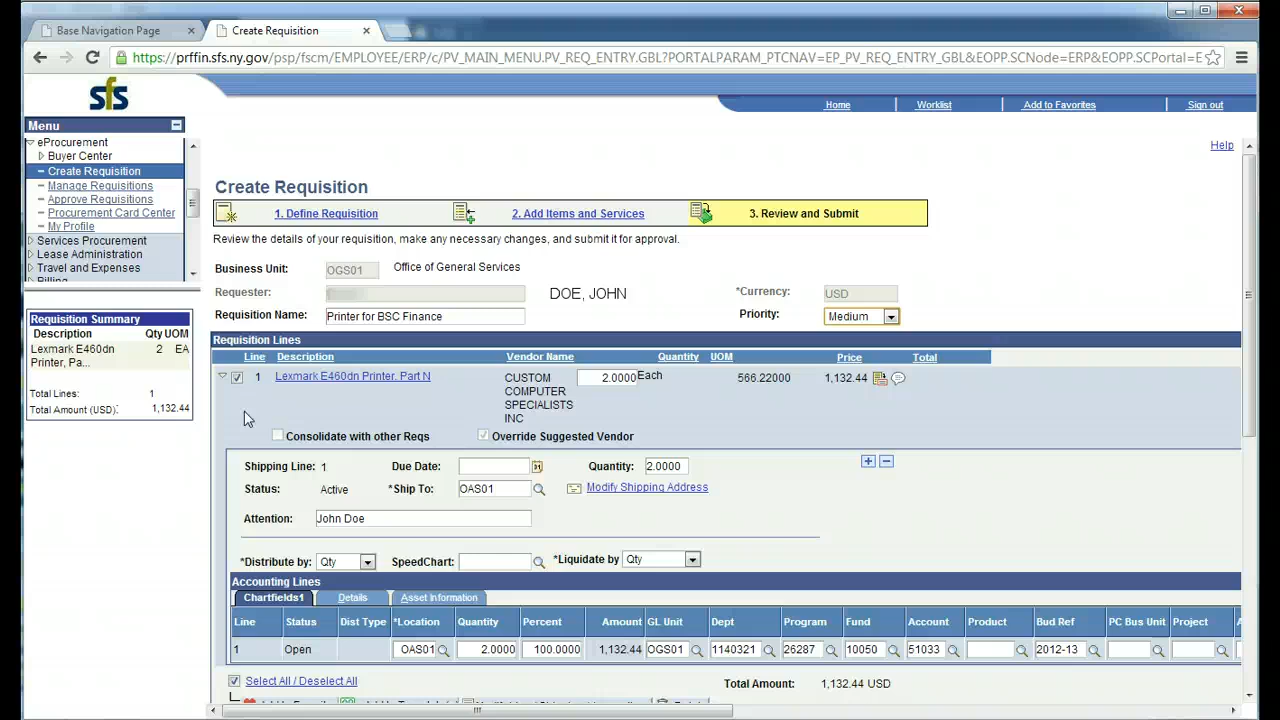 Base Navigation Page
Create Requisition
https://prffin.sfs.ny.gov/psp/fscm/EMPLOYEE/ERP/c/PV_MAIN_MENU.PV_REQ_ENTRY.GBL?PORTALPARAM_PTCNAV=EP_PV_REQ_ENTRY_GBL&EOPP.SCNode=ERP&EOPP.SCPortal=E
sfs
Home Worklist Add to Favorites Sign out
Menu
eProcurement
Buyer Center
Create Requisition
Manage Requisitions
Approve Requisitions
Procurement Card Center
My Profile
Services Procurement
Lease Administration
Travel and Expenses
Billing
Requisition Summary
Description Qty UOM
Lexmark E460dn 2 EA
Printer, Pa...
Total Lines: 1
Total Amount (USD): 1,132.44
Help
Create Requisition
1. Define Requisition 2. Add Items and Services 3. Review and Submit
Review the details of your requisition, make any necessary changes, and submit it for approval.
Business Unit: OGS01 Office of General Services
Requester: DOE, JOHN *Currency: USD
Requisition Name: Printer for BSC Finance Priority: Medium
Requisition Lines
Line Description Vendor Name Quantity UOM Price Total
1 Lexmark E460dn Printer. Part N CUSTOM 2.0000 Each 566.22000 1,132.44
COMPUTER
SPECIALISTS
INC
Consolidate with other Reqs Override Suggested Vendor
Shipping Line: 1 Due Date: 31 Quantity: 2.0000
Status: Active *Ship To: OAS01 Modify Shipping Address
Attention: John Doe
*Distribute by: Qty SpeedChart: *Liquidate by Qty
Accounting Lines
Chartfields1 Details Asset Information
Line Status Dist Type *Location Quantity Percent Amount GL Unit Dept Program Fund Account Product Bud Ref PC Bus Unit Project
1 Open OAS01 2.0000 100.0000 1,132.44 OGS01 1140321 26287 10050 51033 2012-13
Select All / Deselect All Total Amount: 1,132.44 USD